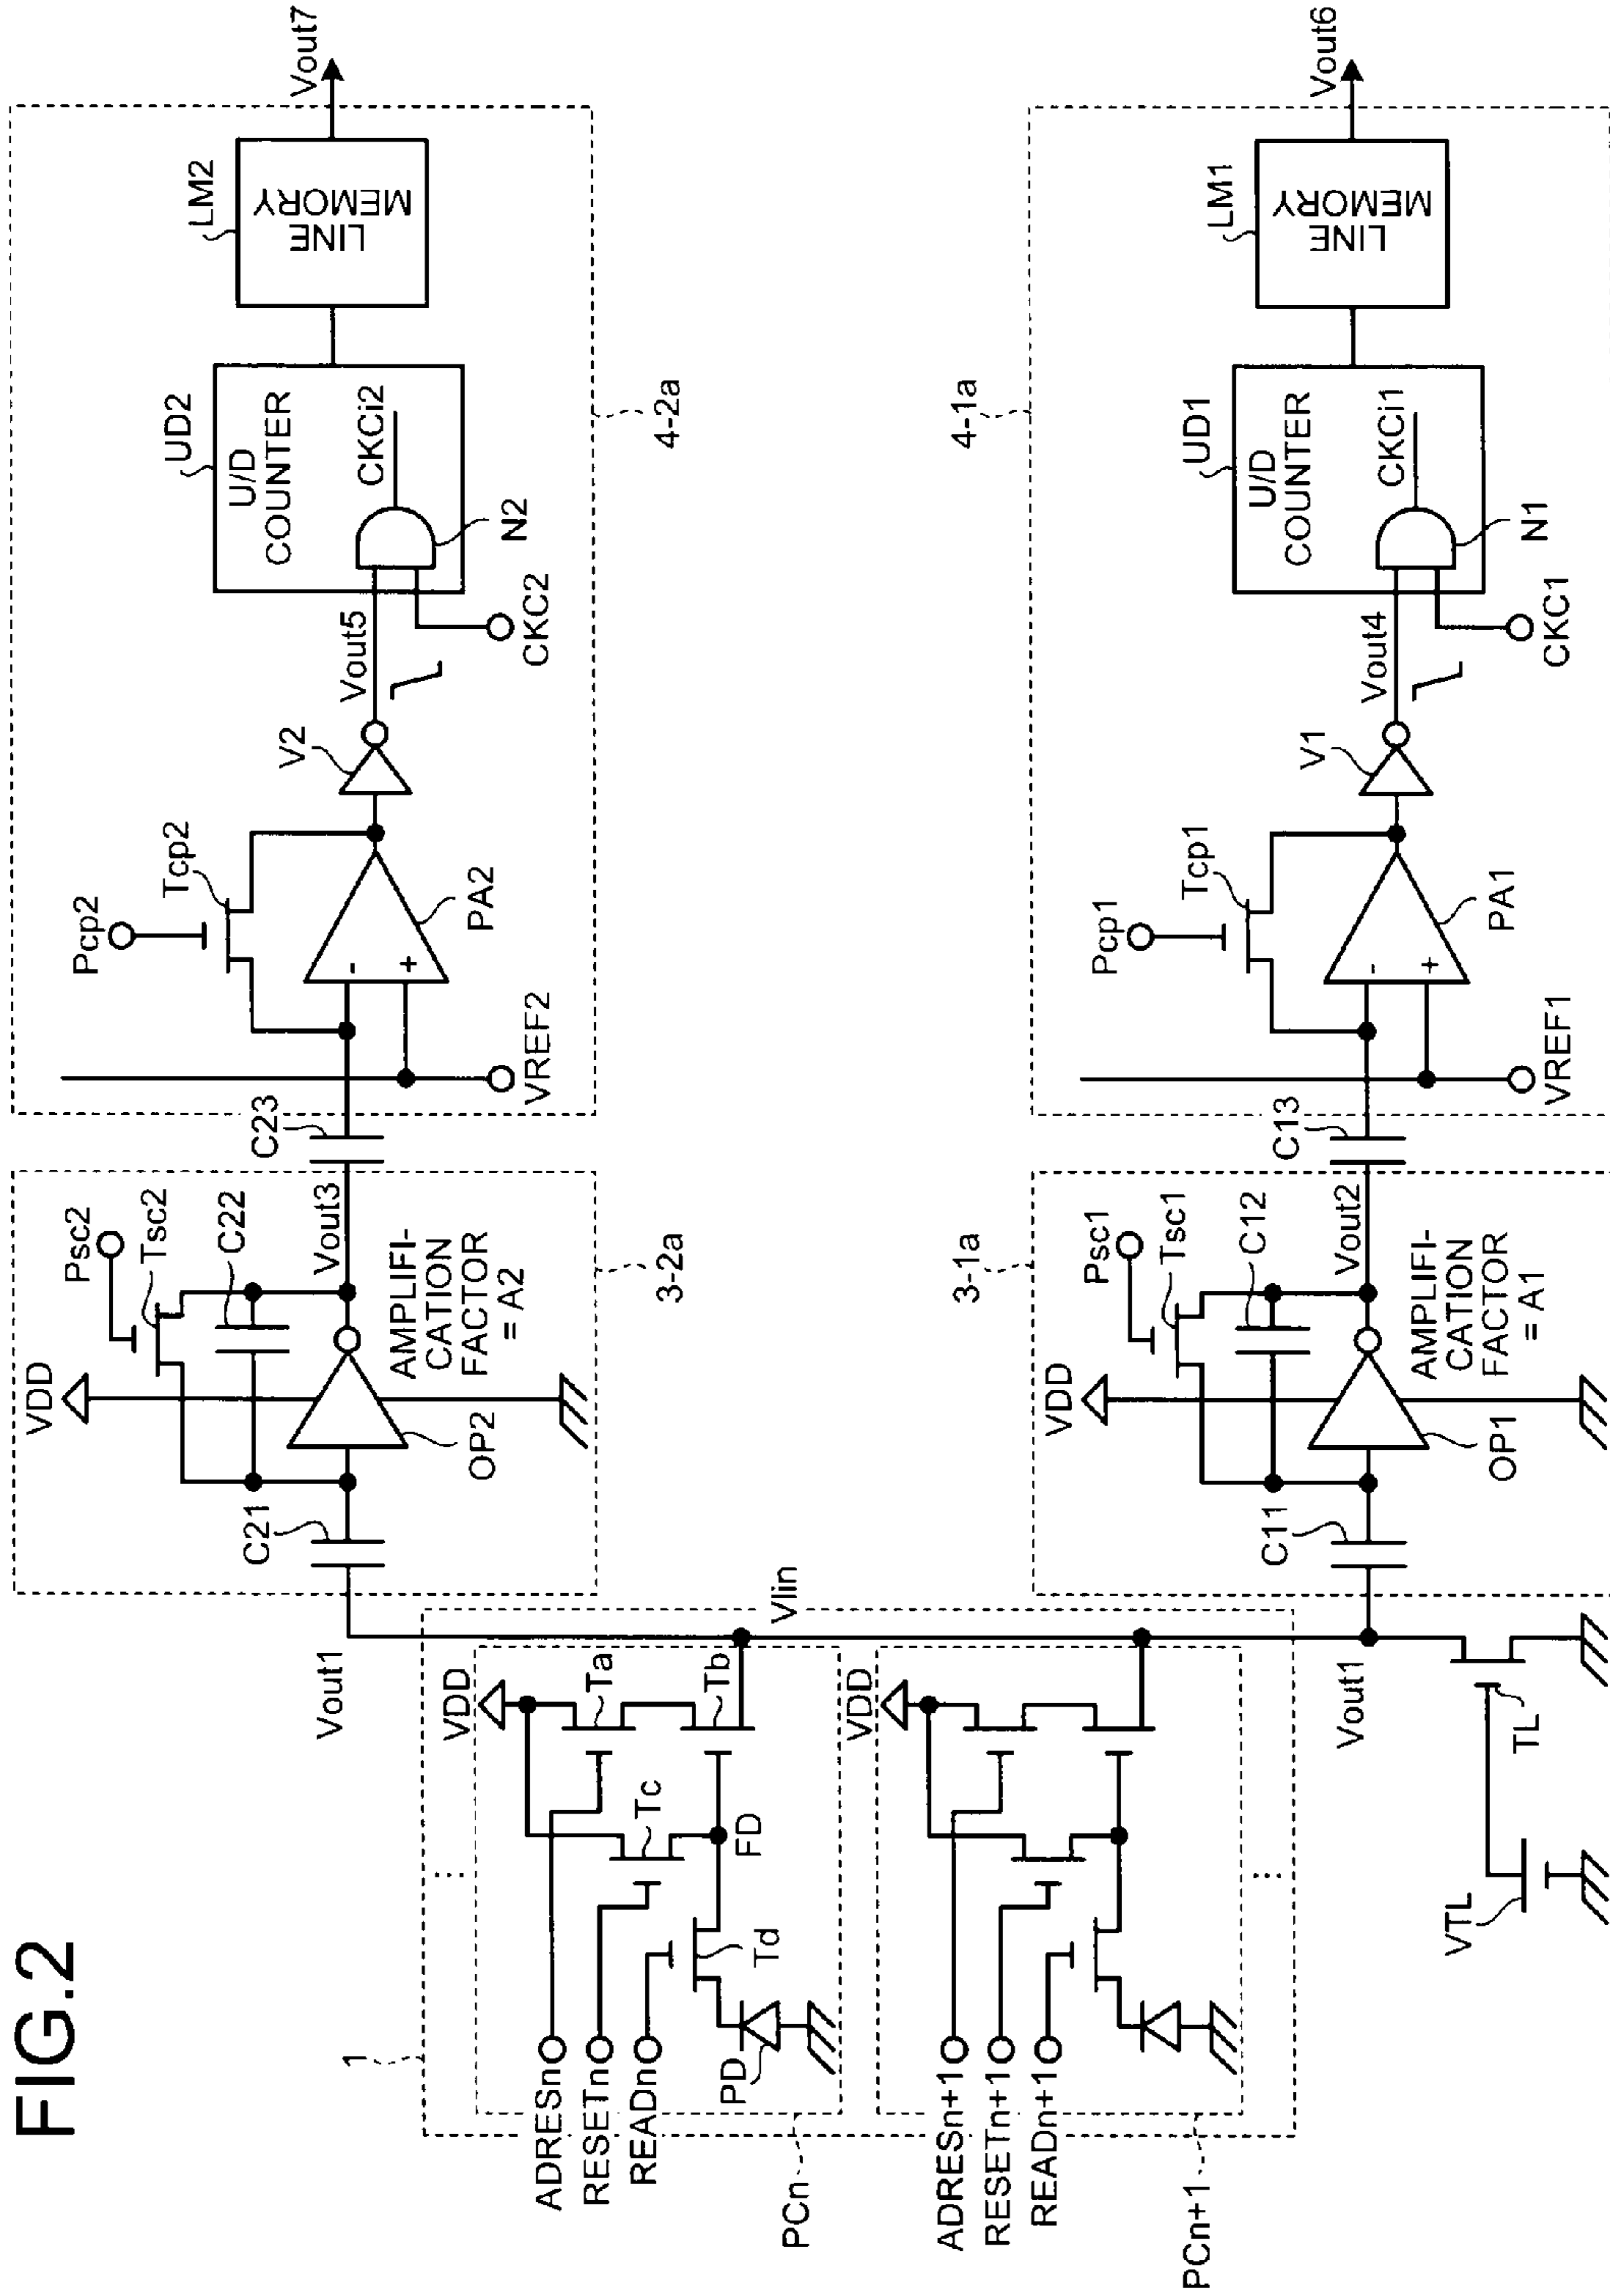 FIG.2
1
ADRESn
RESETn
READn
PD
Td
Tc
FD
VDD
Ta
Tb
PCn
ADRESn+1
RESETn+1
READn+1
VDD
PCn+1
VTL
TL
Vlin
Vout1
Vout1
C21
VDD
Psc2
Tsc2
C22
OP2
Vout3
AMPLIFI-
CATION
FACTOR
= A2
3-2a
C23
VREF2
Pcp2
Tcp2
-
+
PA2
V2
Vout5
CKC2
UD2
U/D
COUNTER
CKCi2
N2
4-2a
LM2
LINE
MEMORY
Vout7
C11
VDD
Psc1
Tsc1
C12
OP1
Vout2
AMPLIFI-
CATION
FACTOR
= A1
3-1a
C13
VREF1
Pcp1
Tcp1
-
+
PA1
V1
Vout4
CKC1
UD1
U/D
COUNTER
CKCi1
N1
4-1a
LM1
LINE
MEMORY
Vout6